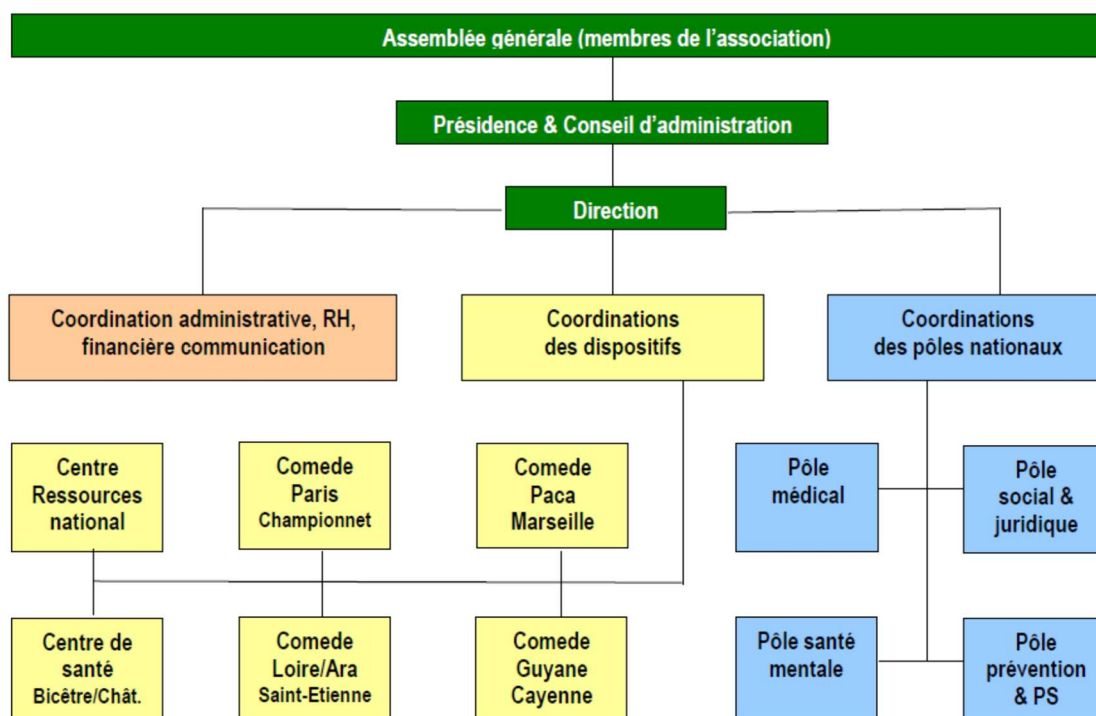 Assemblée générale (membres de l'association)
Présidence & Conseil d'administration
Direction
Coordination administrative, RH,
financière communication
Coordinations
des dispositifs
Coordinations
des pôles nationaux
Centre
Ressources
national
Comede
Paris
Championnet
Comede
Paca
Marseille
Pôle
médical
Pôle
social &
juridique
Centre de
santé
Bicêtre/Chât.
Comede
Loire/Ara
Saint-Etienne
Comede
Guyane
Cayenne
Pôle santé
mentale
Pôle
prévention
& PS